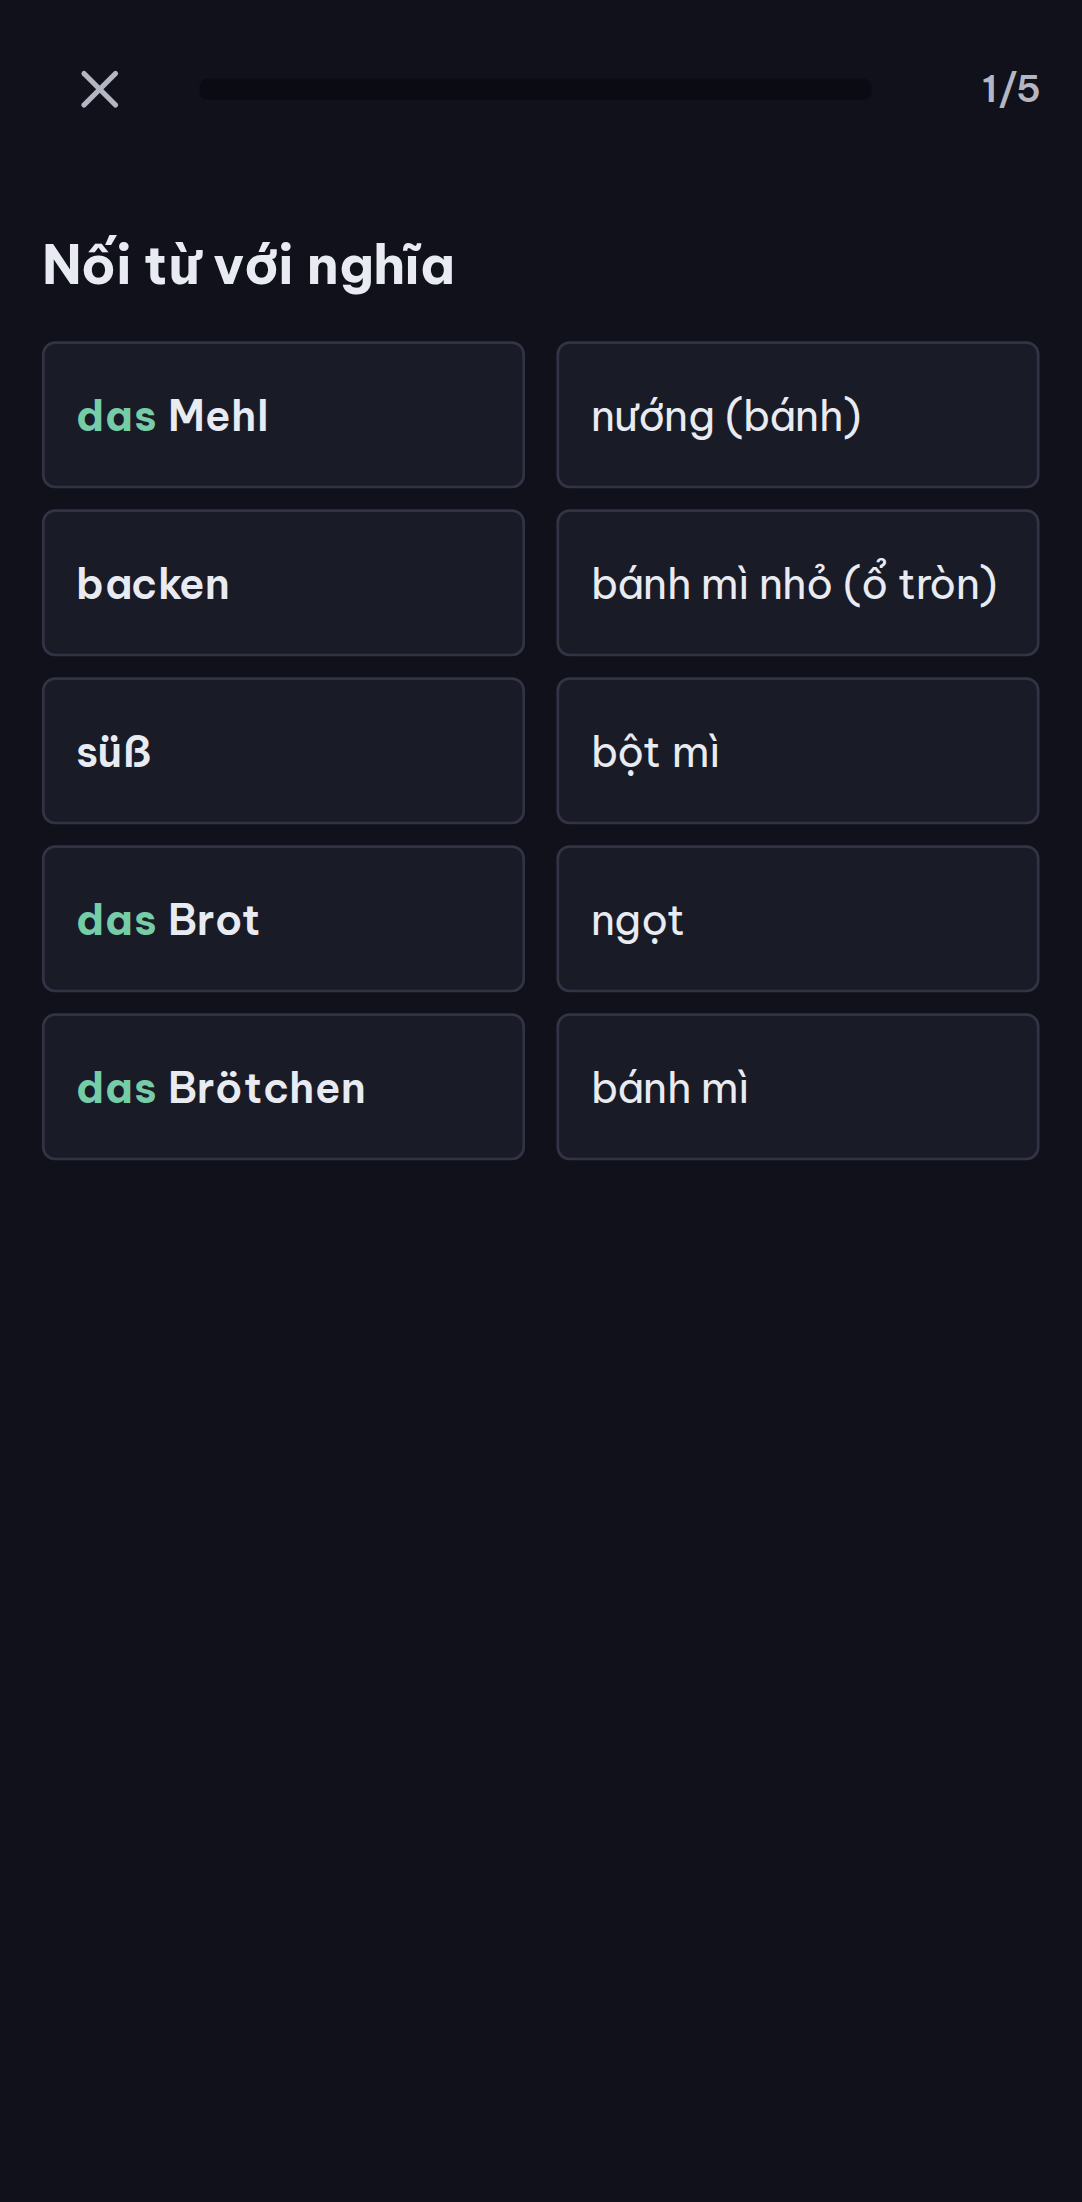 1/5
Nối từ với nghĩa
das Mehl
nướng (bánh)
backen
bánh mì nhỏ (ổ tròn)
süß
bột mì
das Brot
ngọt
das Brötchen
bánh mì